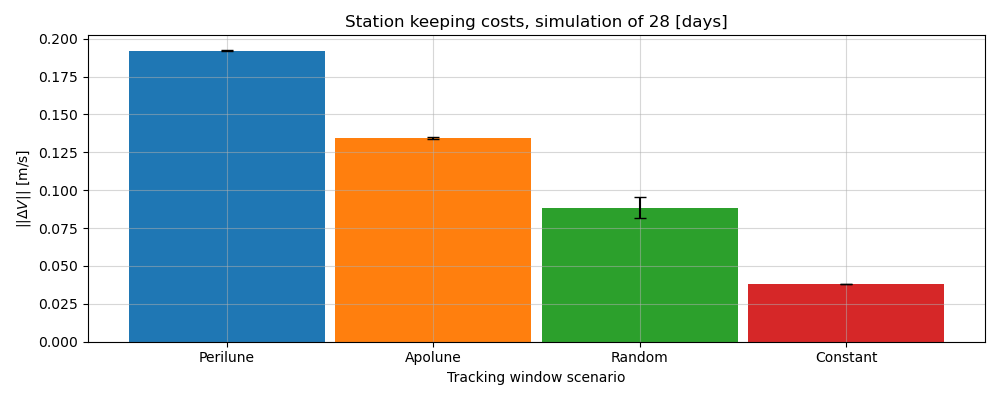 Station keeping costs, simulation of 28 [days]
0.200
0.175
0.150
0.125
0.100
0.075
0.050
0.025
0.000
||ΔV|| [m/s]
Perilune Apolune Random Constant
Tracking window scenario